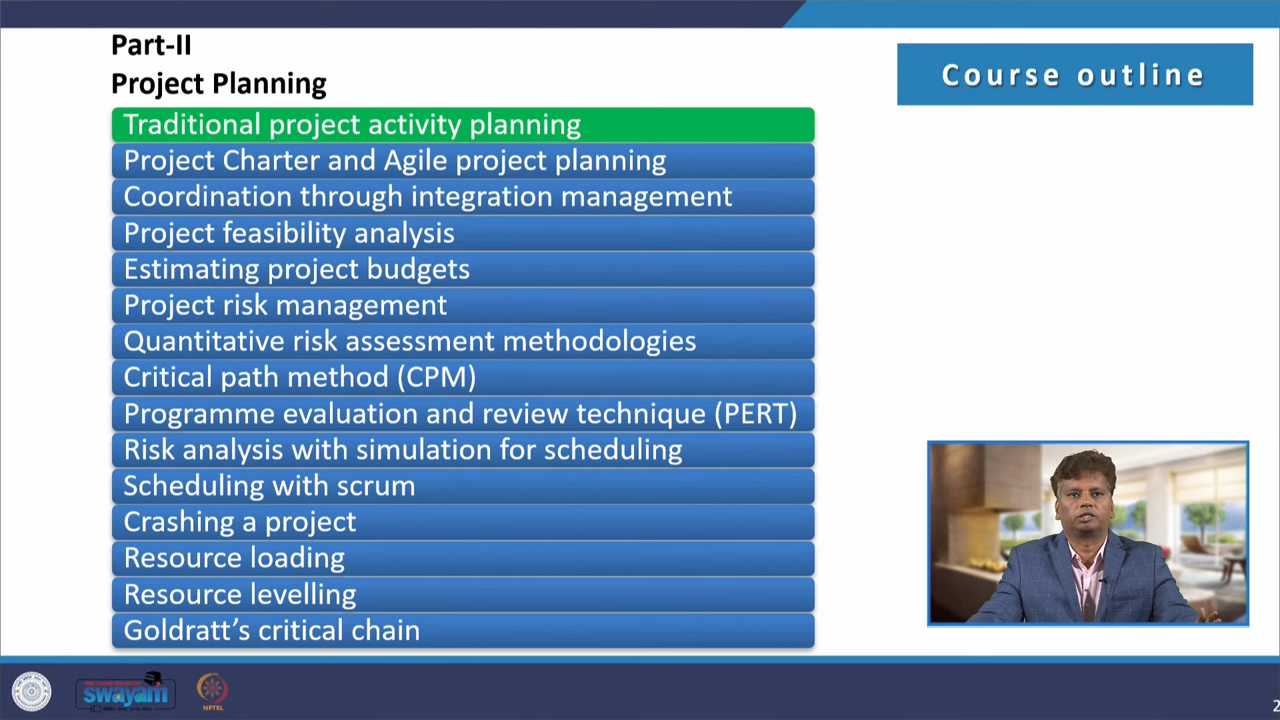 Part-II
Project Planning
Course outline
Traditional project activity planning
Project Charter and Agile project planning
Coordination through integration management
Project feasibility analysis
Estimating project budgets
Project risk management
Quantitative risk assessment methodologies
Critical path method (CPM)
Programme evaluation and review technique (PERT)
Risk analysis with simulation for scheduling
Scheduling with scrum
Crashing a project
Resource loading
Resource levelling
Goldratt’s critical chain
swayam
NPTEL
2